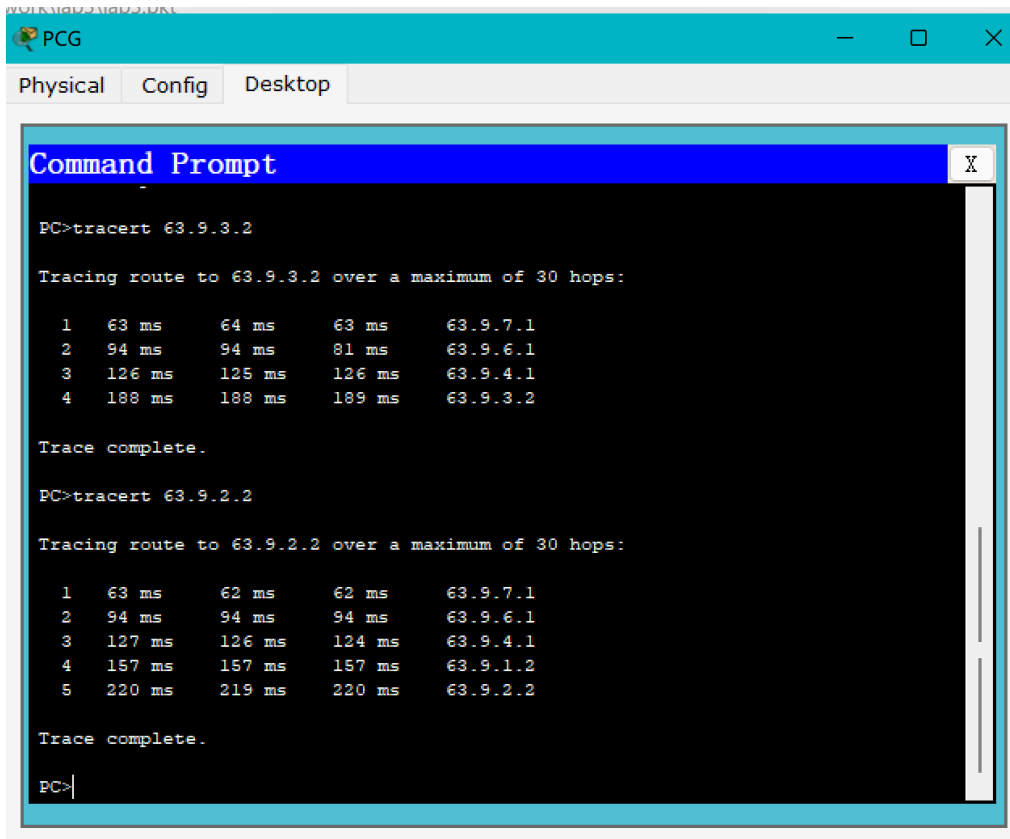 work\lab5\lab5.pkt
PCG
Physical Config Desktop
Command Prompt X
PC>tracert 63.9.3.2
Tracing route to 63.9.3.2 over a maximum of 30 hops:
1 63 ms 64 ms 63 ms 63.9.7.1
2 94 ms 94 ms 81 ms 63.9.6.1
3 126 ms 125 ms 126 ms 63.9.4.1
4 188 ms 188 ms 189 ms 63.9.3.2
Trace complete.
PC>tracert 63.9.2.2
Tracing route to 63.9.2.2 over a maximum of 30 hops:
1 63 ms 62 ms 62 ms 63.9.7.1
2 94 ms 94 ms 94 ms 63.9.6.1
3 127 ms 126 ms 124 ms 63.9.4.1
4 157 ms 157 ms 157 ms 63.9.1.2
5 220 ms 219 ms 220 ms 63.9.2.2
Trace complete.
PC>